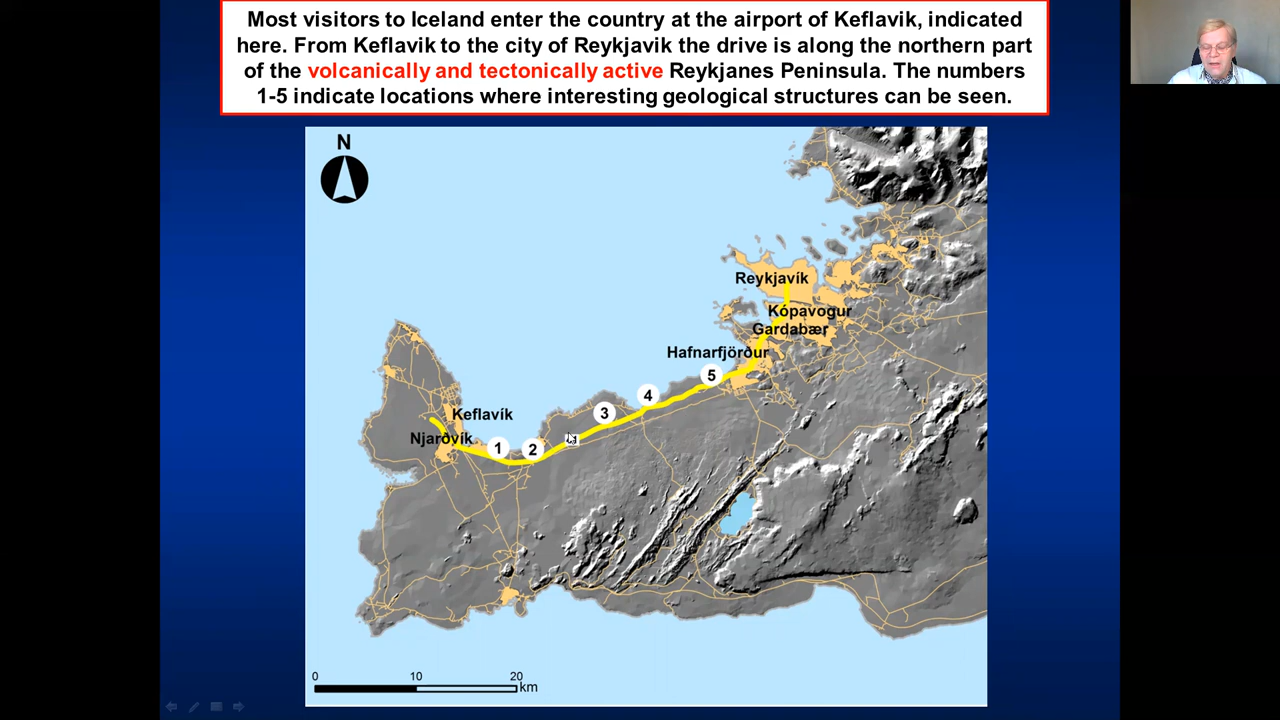 Most visitors to Iceland enter the country at the airport of Keflavik, indicated
here. From Keflavik to the city of Reykjavik the drive is along the northern part
of the volcanically and tectonically active Reykjanes Peninsula. The numbers
1-5 indicate locations where interesting geological structures can be seen.
N
Reykjavík
Kópavogur
Gardabær
Hafnarfjörður
5
4
3
Keflavík
Njarðvík
1
2
0 10 20
km